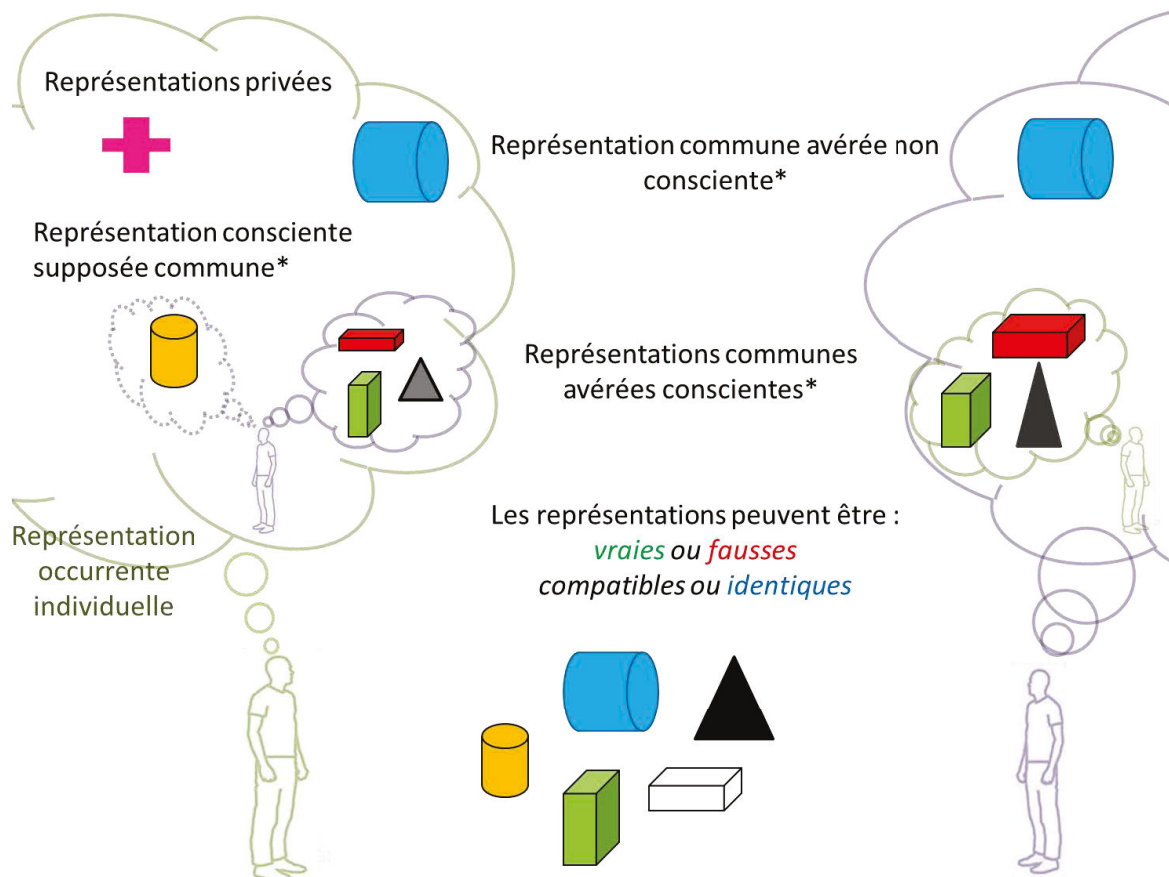 Représentations privées
Représentation commune avérée non
consciente*
Représentation consciente
supposée commune*
Représentations communes
avérées conscientes*
Les représentations peuvent être :
vraies ou fausses
compatibles ou identiques
Représentation
occurrente
individuelle